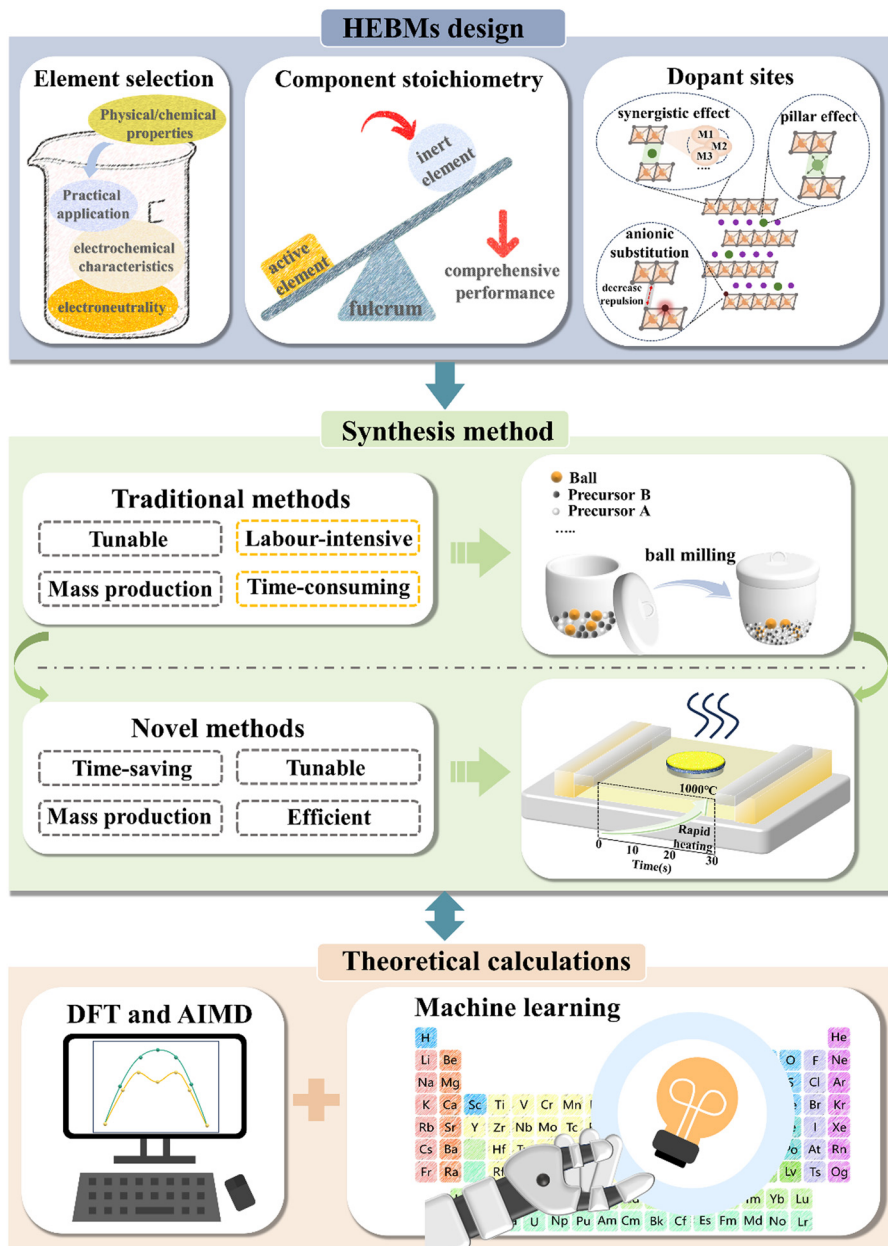 HEBMs design
Element selection
Physical/chemical
properties
Practical
application
electrochemical
characteristics
electroneutrality
Component stoichiometry
inert
element
active
element
fulcrum
comprehensive
performance
Dopant sites
synergistic effect
M1
M2
M3
....
pillar effect
anionic
substitution
decrease
repulsion
Synthesis method
Traditional methods
Tunable
Labour-intensive
Mass production
Time-consuming
Ball
Precursor B
Precursor A
.....
ball milling
Novel methods
Time-saving
Tunable
Mass production
Efficient
1000°C
Rapid
heating
0 10 20 30
Time(s)
Theoretical calculations
DFT and AIMD
Machine learning
H He
Li Be O F Ne
Na Mg S Cl Ar
K Ca Sc Ti V Cr Mn Br Kr
Rb Sr Y Zr Nb Mo Tc I Xe
Cs Ba Hf Po At Rn
Fr Ra Rf Lv Ts Og
Yb Lu
U Np Pu Am Cm Bk Cf Es Fm Md No Lr